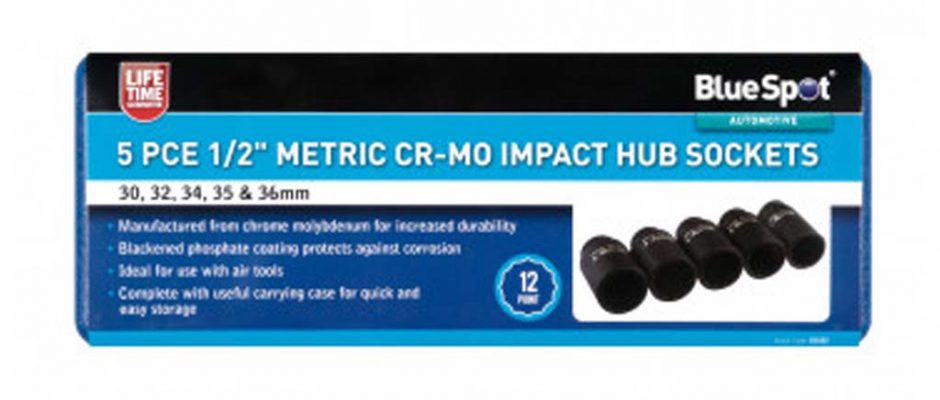 LIFE
TIME
BlueSpot
AUTOMOTIVE
5 PCE 1/2" METRIC CR-MO IMPACT HUB SOCKETS
30, 32, 34, 35 & 36mm
Manufactured from chrome molybdenum for increased durability
Blackened phosphate coating protects against corrosion
Ideal for use with air tools
Complete with useful carrying case for quick and
easy storage
12
POINT